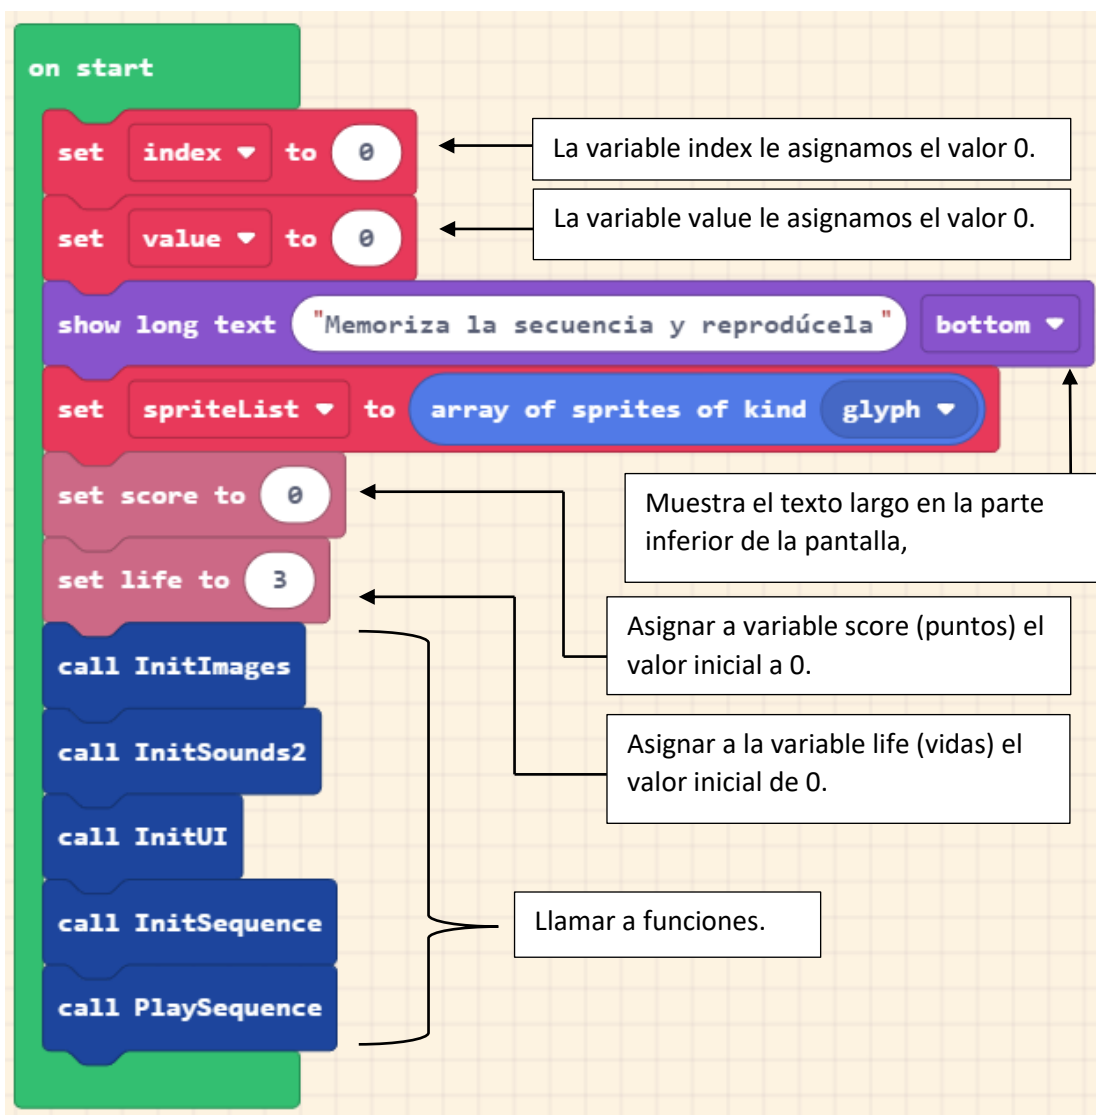 on start
set index to 0
La variable index le asignamos el valor 0.
set value to 0
La variable value le asignamos el valor 0.
show long text "Memoriza la secuencia y reprodúcela" bottom
set spriteList to array of sprites of kind glyph
set score to 0
Muestra el texto largo en la parte
inferior de la pantalla,
set life to 3
Asignar a variable score (puntos) el
valor inicial a 0.
call InitImages
call InitSounds2
Asignar a la variable life (vidas) el
valor inicial de 0.
call InitUI
call InitSequence
Llamar a funciones.
call PlaySequence